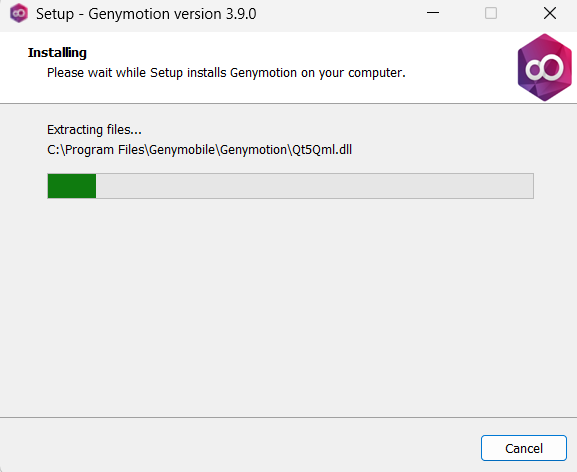 Setup - Genymotion version 3.9.0
Installing
Please wait while Setup installs Genymotion on your computer.
Extracting files...
C:\Program Files\Genymobile\Genymotion\Qt5Qml.dll
Cancel